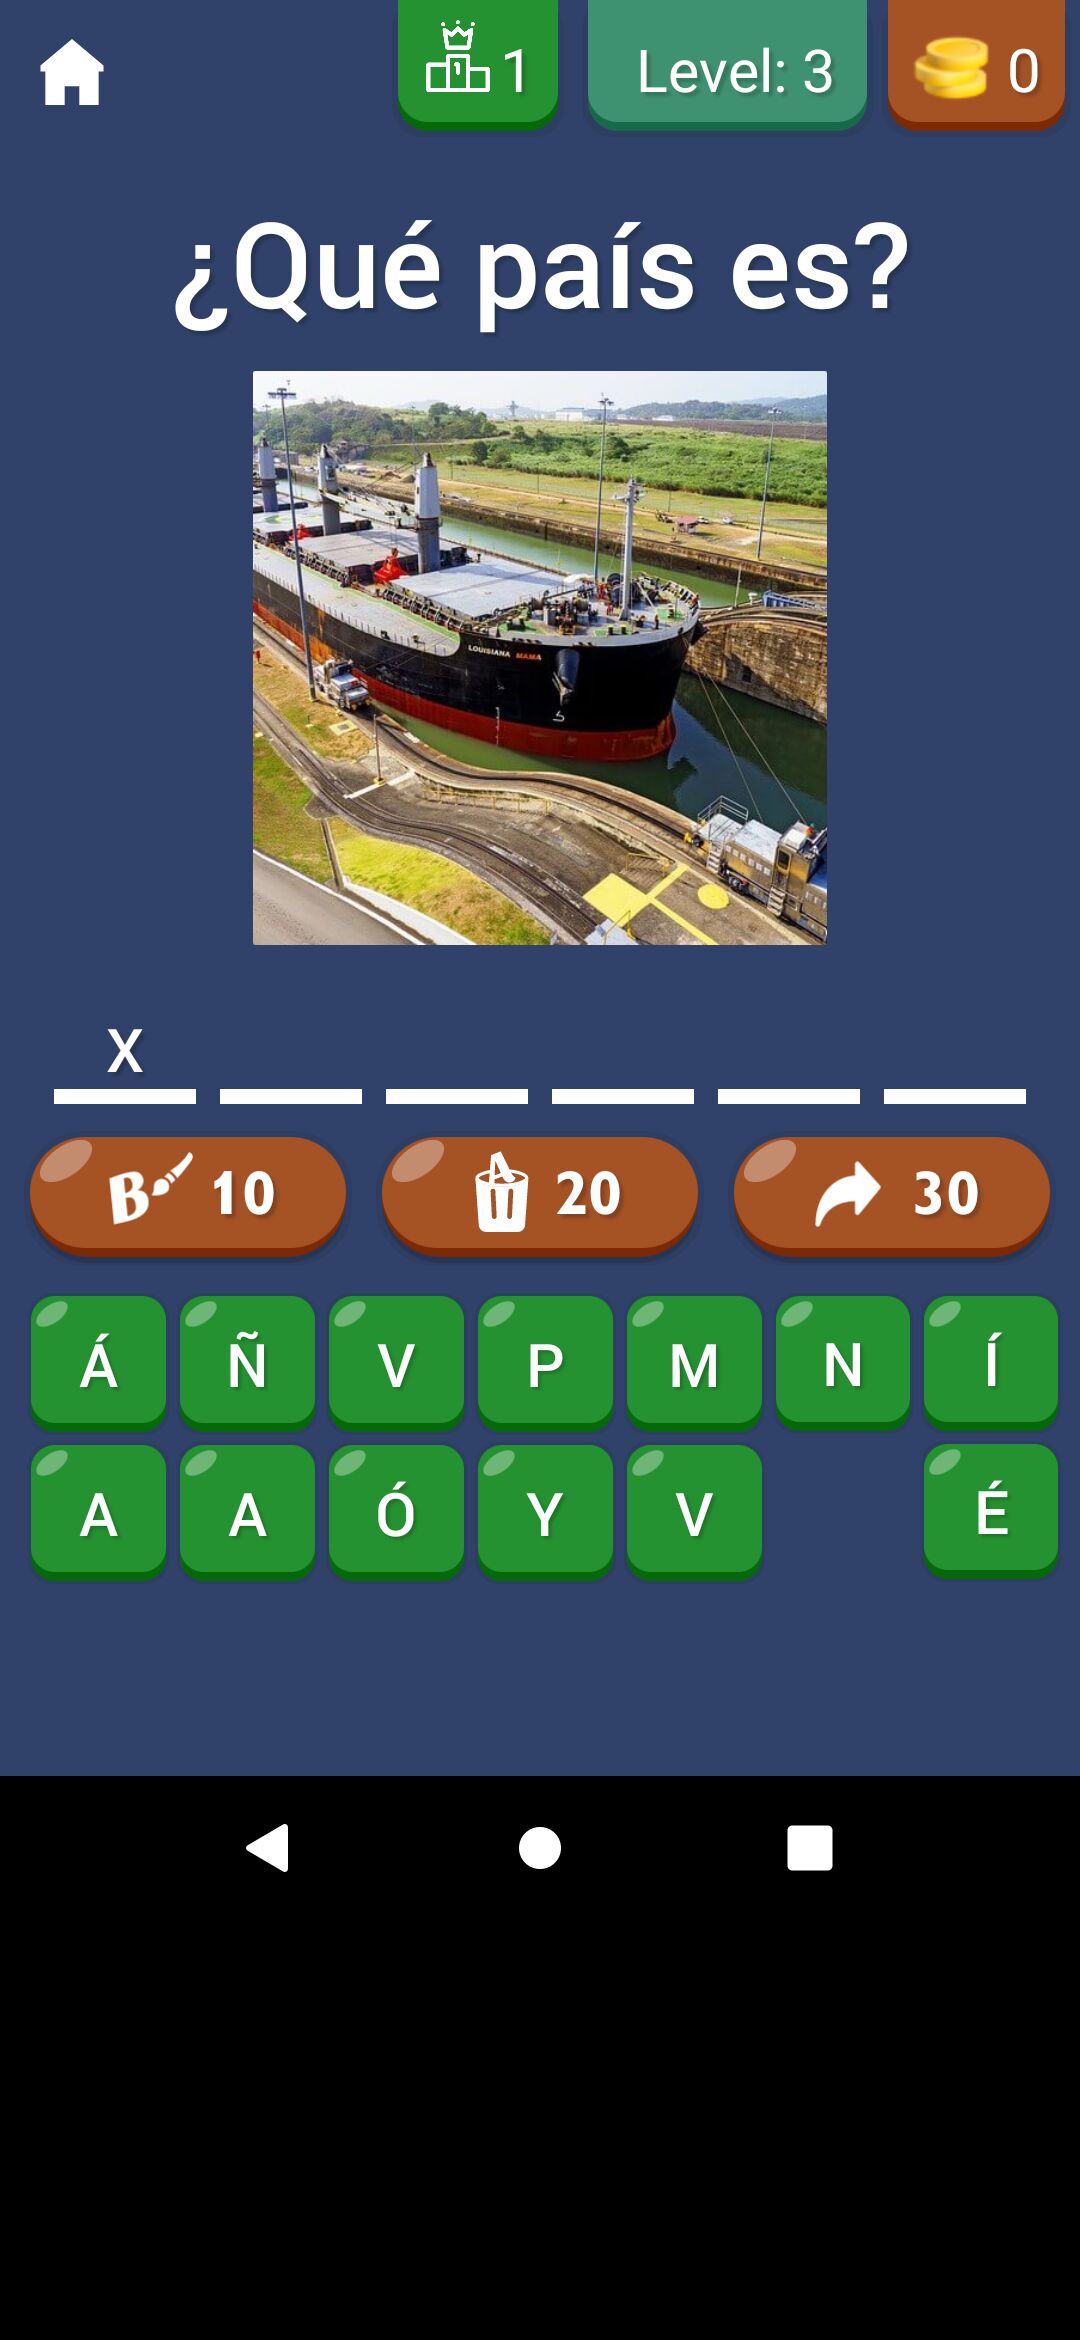 1 Level: 3 0
¿Qué país es?
LOUISIANA MAMA
X
B 10 20 30
Á Ñ V P M N Í
A A Ó Y V É